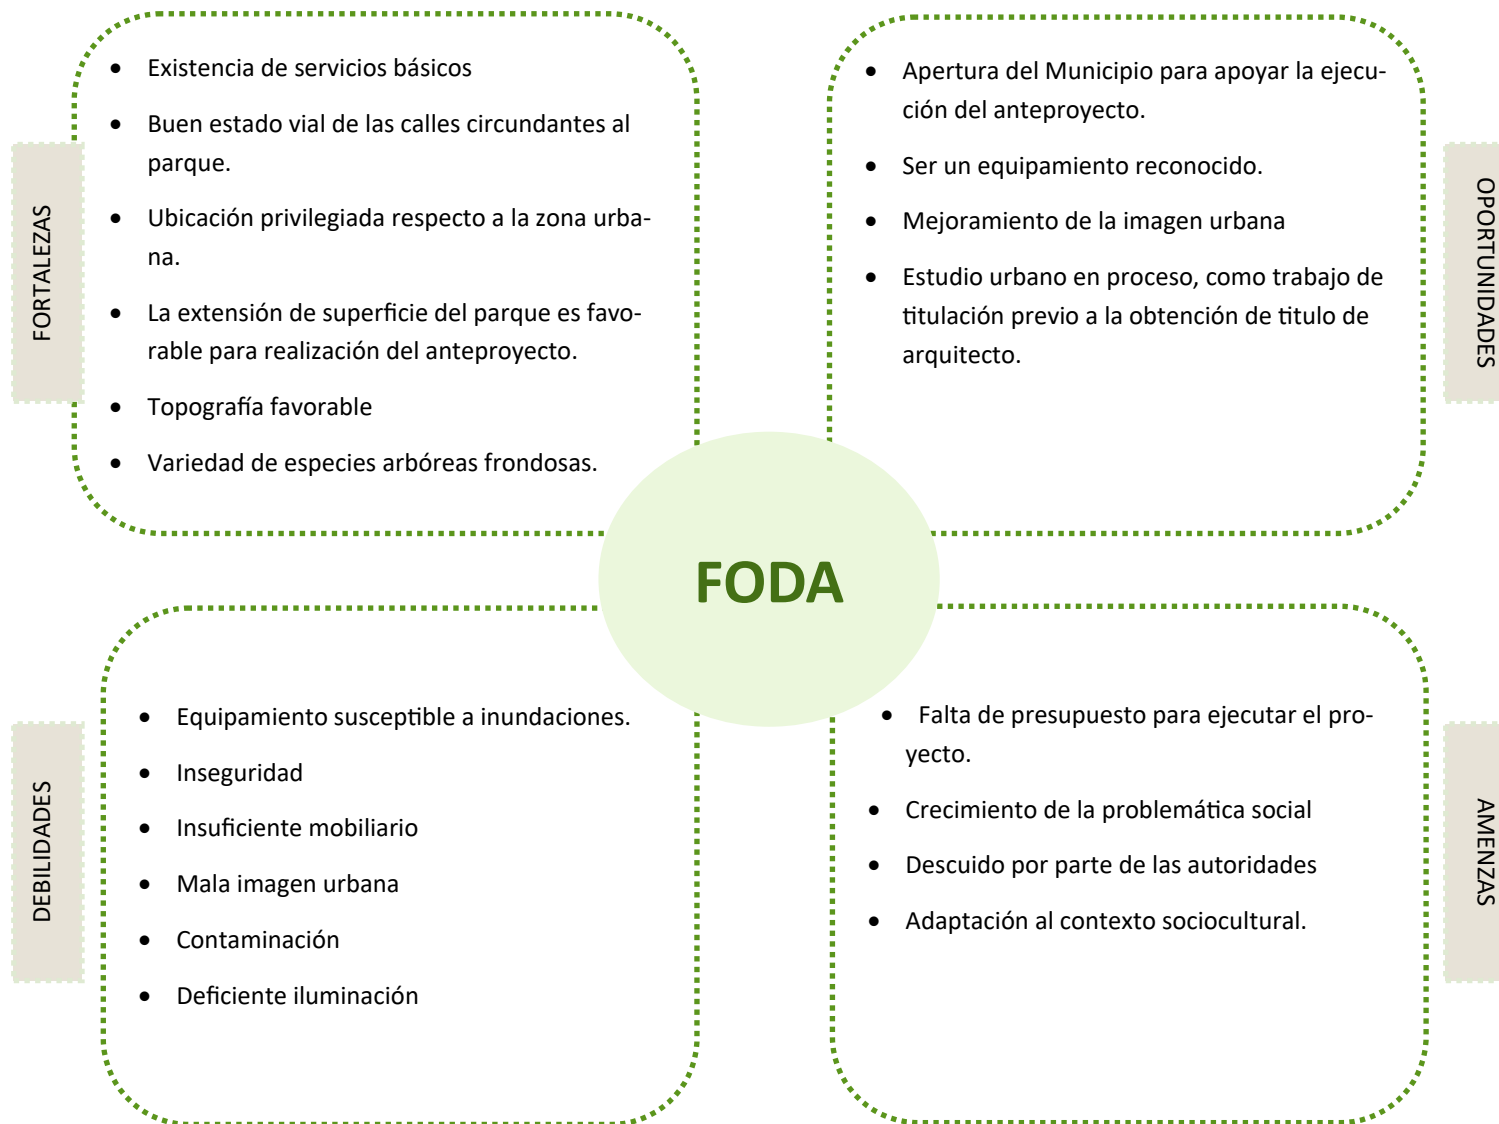 FORTALEZAS
• Existencia de servicios básicos
• Buen estado vial de las calles circundantes al
parque.
• Ubicación privilegiada respecto a la zona urba-
na.
• La extensión de superficie del parque es favo-
rable para realización del anteproyecto.
• Topografía favorable
• Variedad de especies arbóreas frondosas.
OPORTUNIDADES
• Apertura del Municipio para apoyar la ejecu-
ción del anteproyecto.
• Ser un equipamiento reconocido.
• Mejoramiento de la imagen urbana
• Estudio urbano en proceso, como trabajo de
titulación previo a la obtención de titulo de
arquitecto.
FODA
DEBILIDADES
• Equipamiento susceptible a inundaciones.
• Inseguridad
• Insuficiente mobiliario
• Mala imagen urbana
• Contaminación
• Deficiente iluminación
AMENZAS
• Falta de presupuesto para ejecutar el pro-
yecto.
• Crecimiento de la problemática social
• Descuido por parte de las autoridades
• Adaptación al contexto sociocultural.